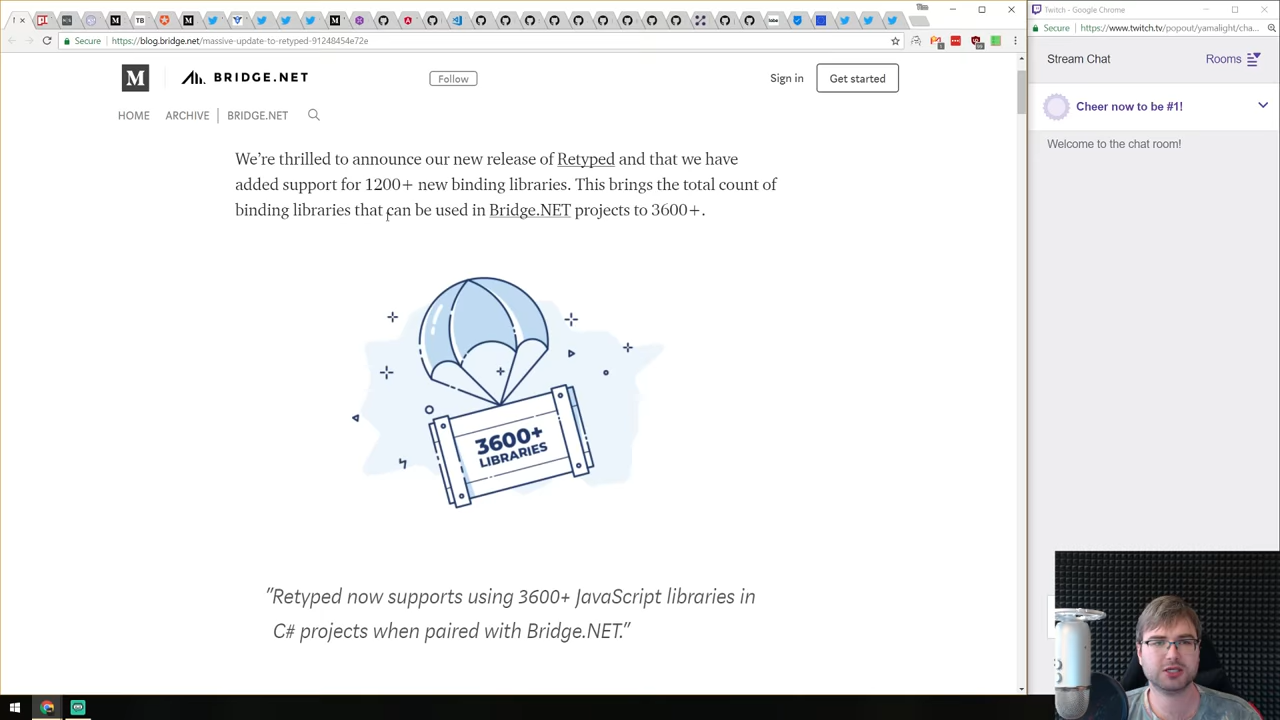 Twitch - Google Chrome
Secure
https://blog.bridge.net/massive-update-to-retyped-91248454e72e
Secure
https://www.twitch.tv/popout/yamalight/cha...
M
BRIDGE.NET
Follow
Sign in
Get started
Stream Chat
Rooms
HOME
ARCHIVE
BRIDGE.NET
Cheer now to be #1!
Welcome to the chat room!
We're thrilled to announce our new release of Retyped and that we have
added support for 1200+ new binding libraries. This brings the total count of
binding libraries that can be used in Bridge.NET projects to 3600+.
3600+
LIBRARIES
"Retyped now supports using 3600+ JavaScript libraries in
C# projects when paired with Bridge.NET."